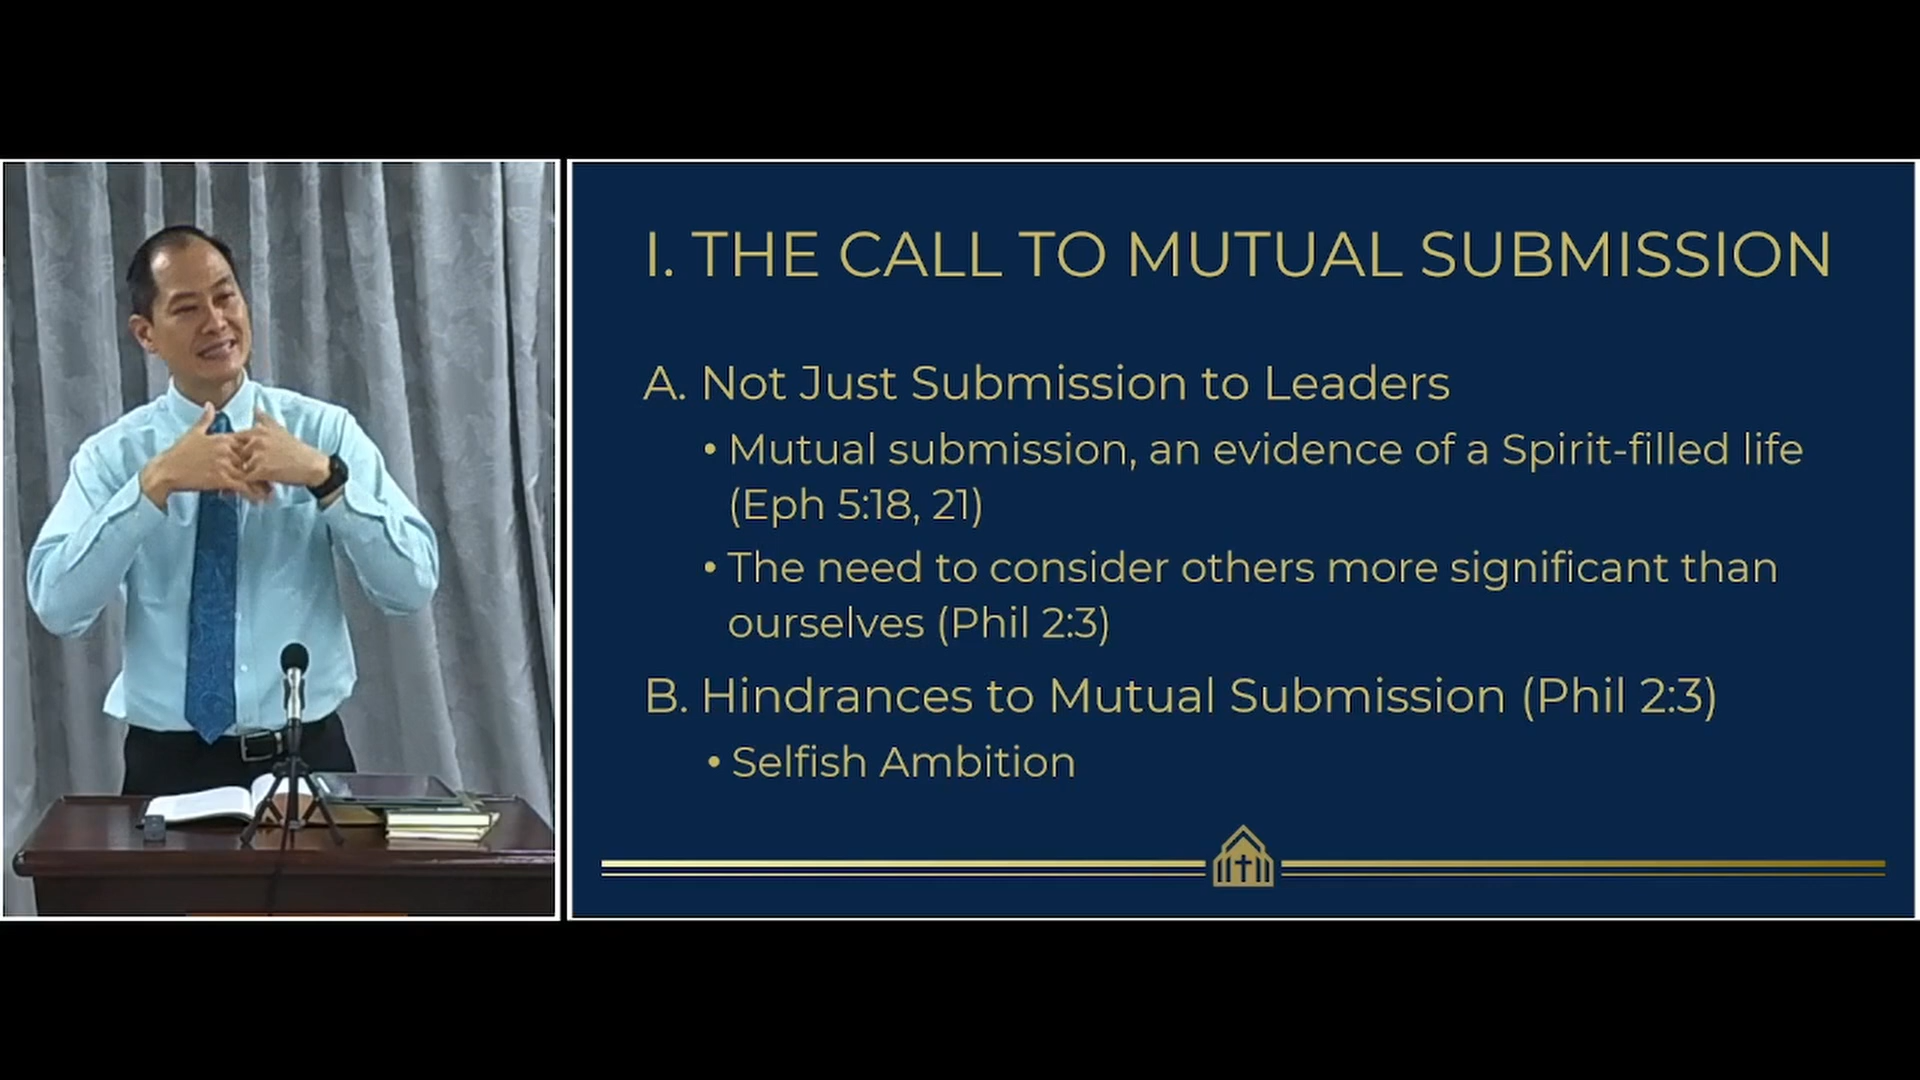 I. THE CALL TO MUTUAL SUBMISSION
A. Not Just Submission to Leaders
• Mutual submission, an evidence of a Spirit-filled life
(Eph 5:18, 21)
• The need to consider others more significant than
ourselves (Phil 2:3)
B. Hindrances to Mutual Submission (Phil 2:3)
• Selfish Ambition